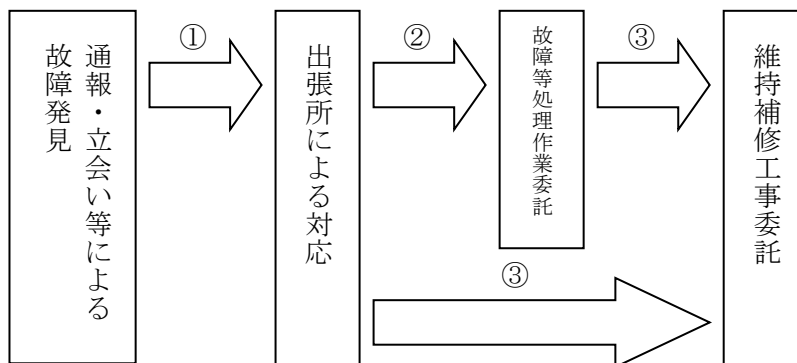 通報・立会い等による
故障発見
①
出張所による対応
②
故障等処理作業委託
③
維持補修工事委託
③